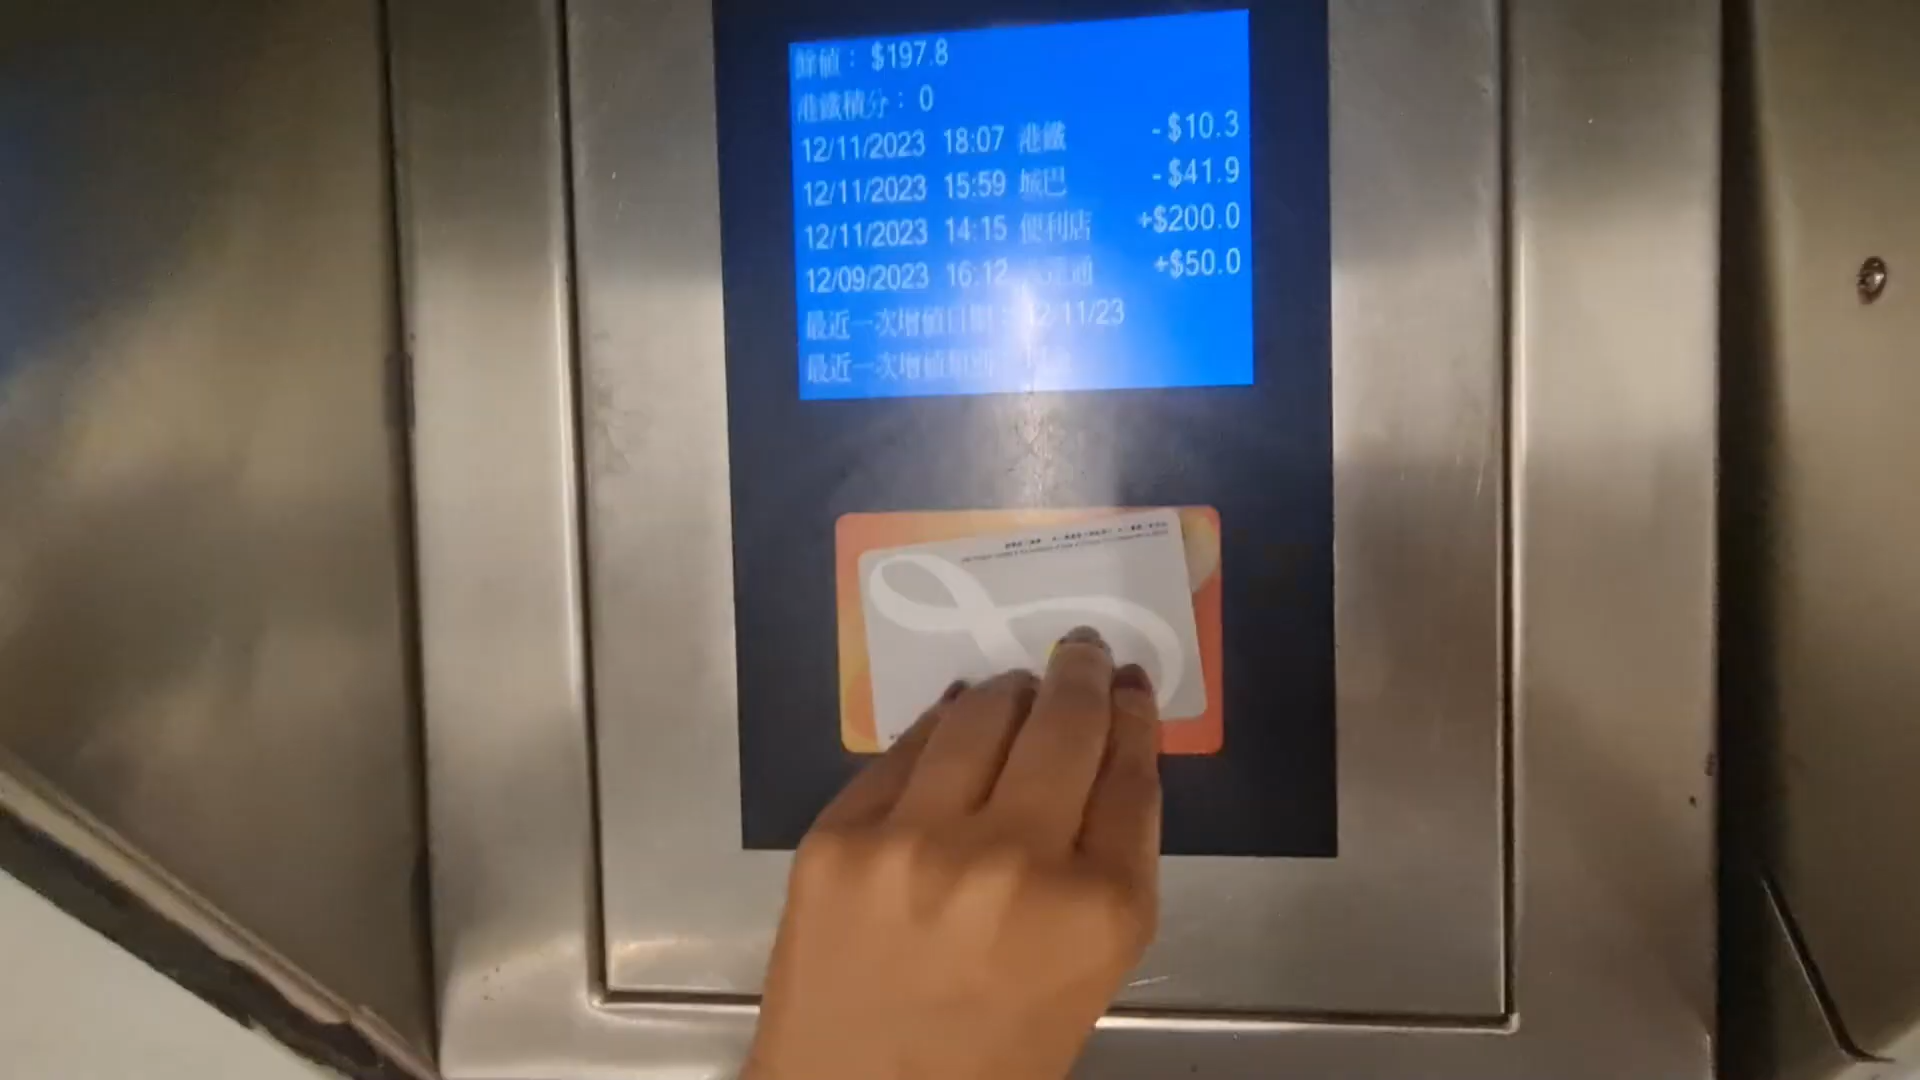 餘值： $197.8
港鐵積分： 0
12/11/2023 18:07 港鐵 -$10.3
12/11/2023 15:59 城巴 -$41.9
12/11/2023 14:15 便利店 +$200.0
12/09/2023 16:12 通 +$50.0
最近一次增值日期： 12/11/23
最近一次增值